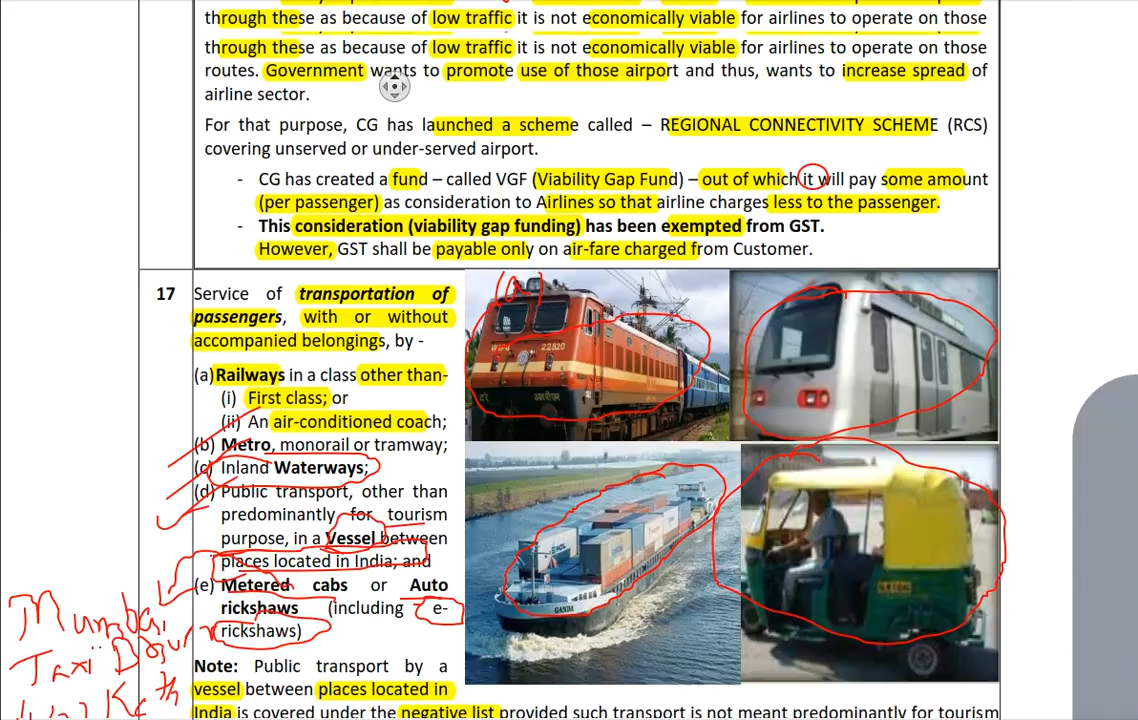 through these as because of low traffic it is not economically viable for airlines to operate on those
through these as because of low traffic it is not economically viable for airlines to operate on those
routes. Government wants to promote use of those airport and thus, wants to increase spread of
airline sector.
For that purpose, CG has launched a scheme called – REGIONAL CONNECTIVITY SCHEME (RCS)
covering unserved or under-served airport.
- CG has created a fund – called VGF (Viability Gap Fund) – out of which it will pay some amount
(per passenger) as consideration to Airlines so that airline charges less to the passenger.
- This consideration (viability gap funding) has been exempted from GST.
However, GST shall be payable only on air-fare charged from Customer.
17 Service of transportation of
passengers, with or without
accompanied belongings, by -
(a) Railways in a class other than-
(i) First class; or
(ii) An air-conditioned coach;
(b) Metro, monorail or tramway;
(c) Inland Waterways;
(d) Public transport, other than
predominantly for tourism
purpose, in a Vessel between
places located in India; and
(e) Metered cabs or Auto
rickshaws (including e-
rickshaws)
Note: Public transport by a
vessel between places located in
India is covered under the negative list provided such transport is not meant predominantly for tourism
(a)
22820
GANDA
Mumbai
Taxi